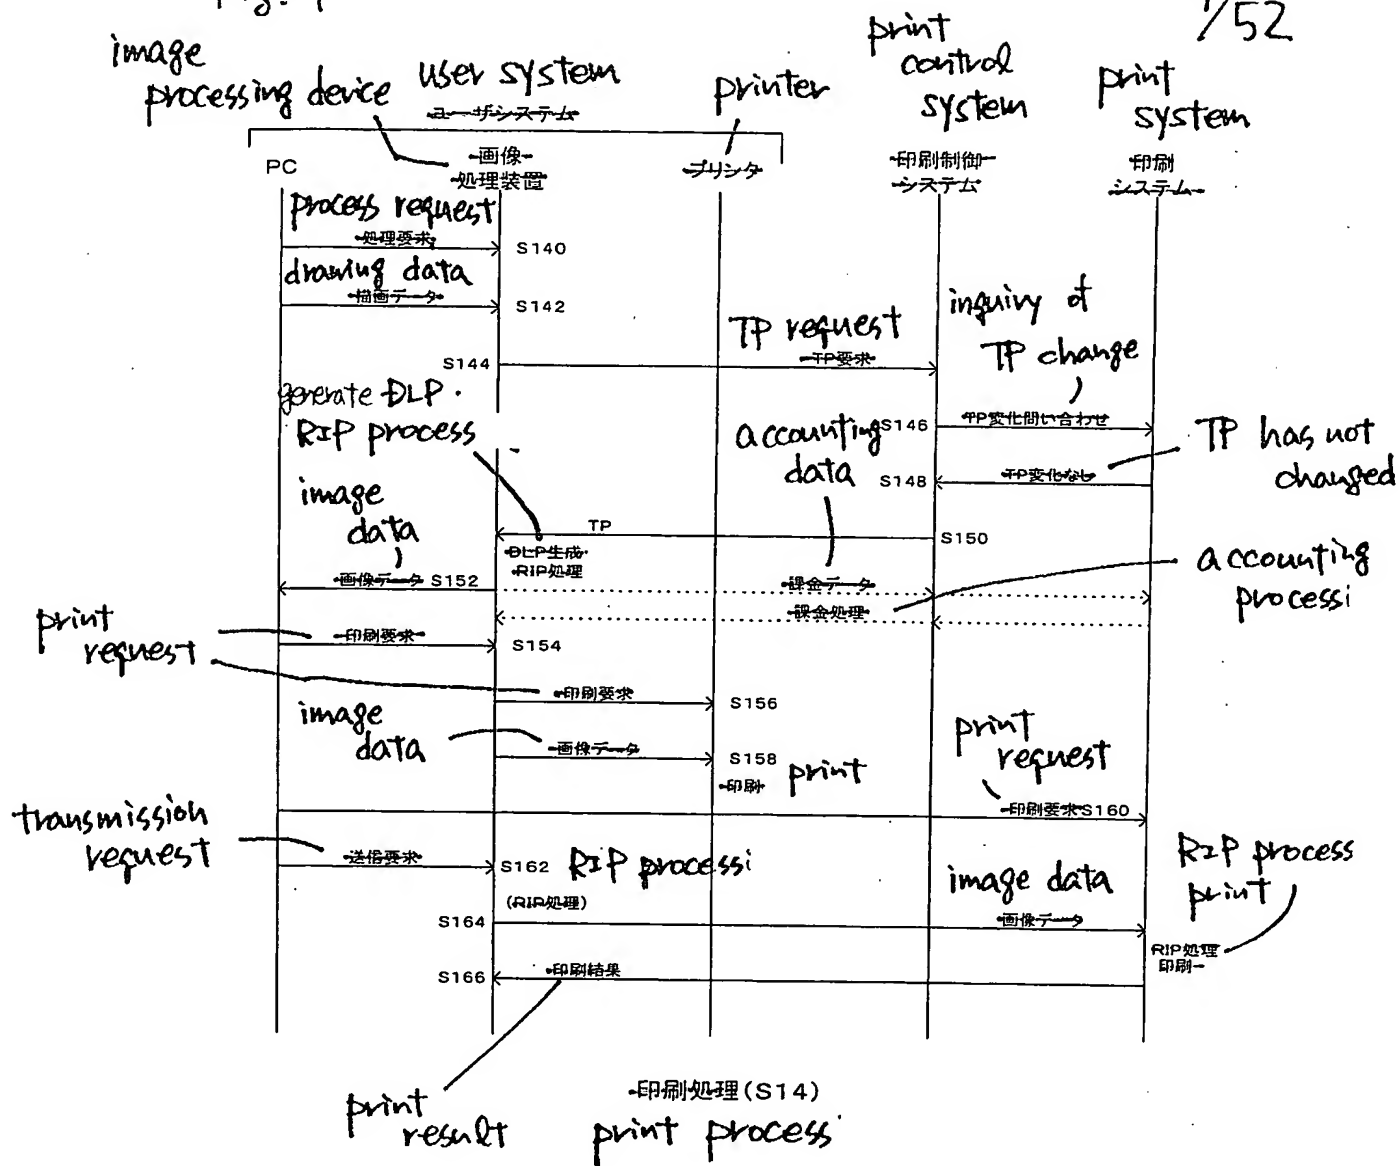 1/52
image
processing device
user system
ユーザシステム
printer
print
control
system
print
system
PC
画像
処理装置
プリンタ
印刷制御
システム
印刷
システム
process request
処理要求
S140
drawing data
描画データ
S142
TP request
S144
TP要求
inquiry of
TP change
generate DLP.
RIP process
accounting
data
S146
TP変化問い合わせ
TP has not
changed
S148
TP変化なし
image
data
TP
S150
DLP生成
RIP処理
accounting
processi
画像データ S152
課金データ
課金処理
print
request
印刷要求
S154
印刷要求
S156
image
data
画像データ
S158
印刷
print
print
request
印刷要求S160
transmission
request
送信要求
S162
RIP processi
(RIP処理)
image data
RIP process
print
S164
画像データ
RIP処理
印刷
S166
印刷結果
print
result
印刷処理(S14)
print process